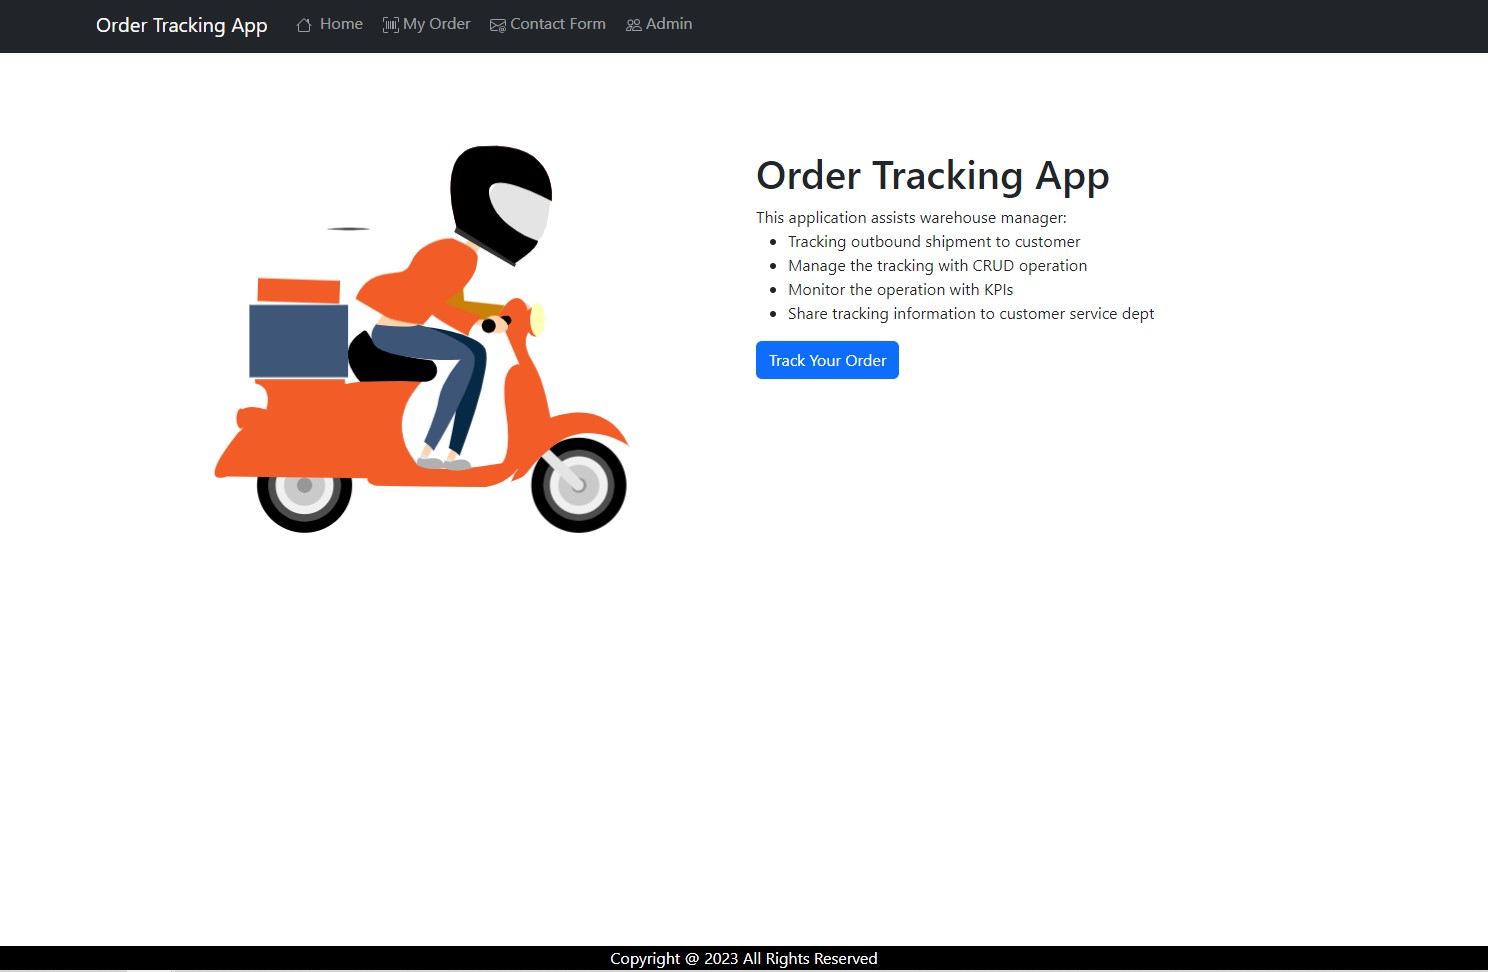 Order Tracking App Home My Order Contact Form Admin
Order Tracking App
This application assists warehouse manager:
Tracking outbound shipment to customer
Manage the tracking with CRUD operation
Monitor the operation with KPIs
Share tracking information to customer service dept
Track Your Order
Copyright @ 2023 All Rights Reserved